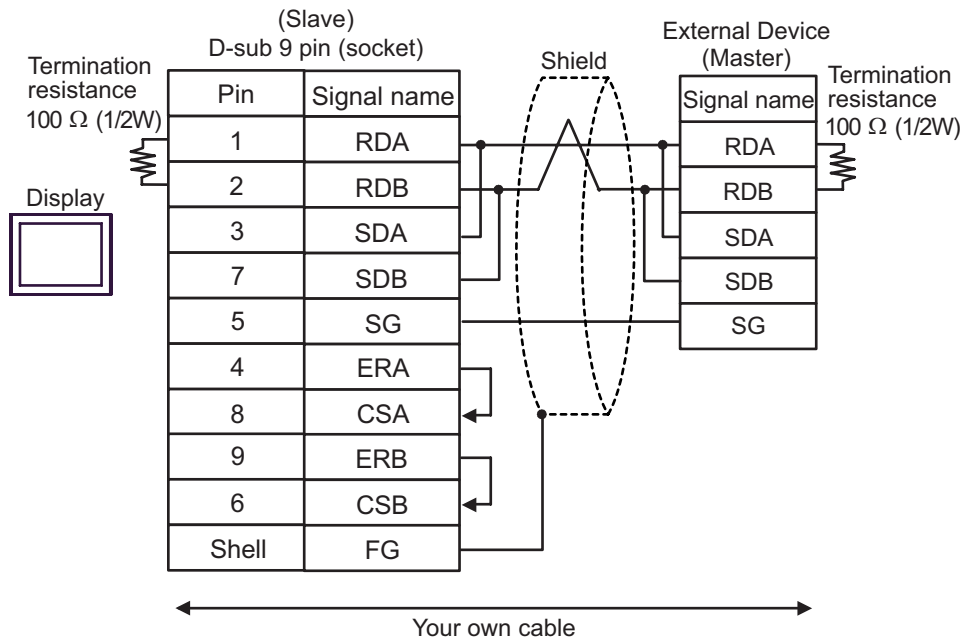 (Slave)
D-sub 9 pin (socket)
External Device
(Master)
Shield
Termination
resistance
100 Ω (1/2W)
Termination
resistance
100 Ω (1/2W)
Display
Pin Signal name
1 RDA
2 RDB
3 SDA
7 SDB
5 SG
4 ERA
8 CSA
9 ERB
6 CSB
Shell FG
Signal name
RDA
RDB
SDA
SDB
SG
Your own cable